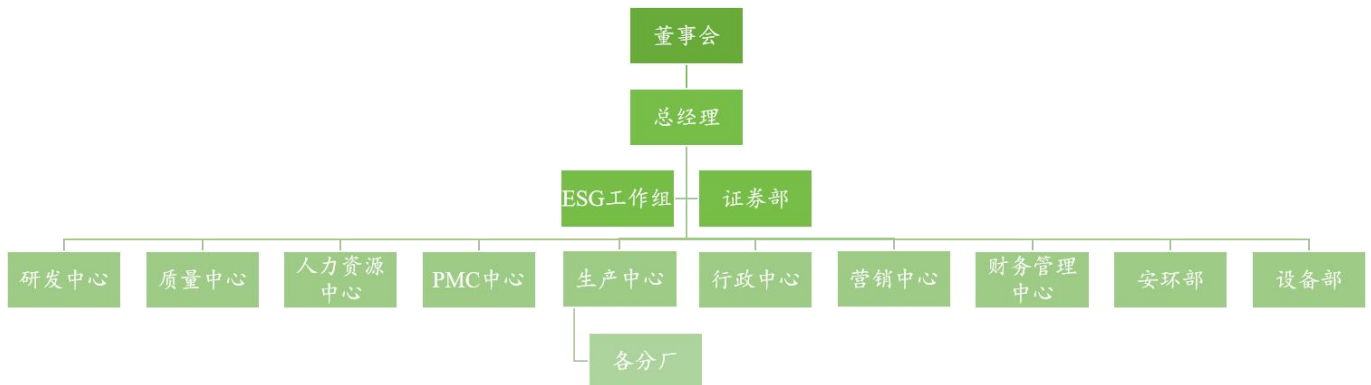 董事会
总经理
ESG工作组
证券部
研发中心
质量中心
人力资源
中心
PMC中心
生产中心
行政中心
营销中心
财务管理
中心
安环部
设备部
各分厂